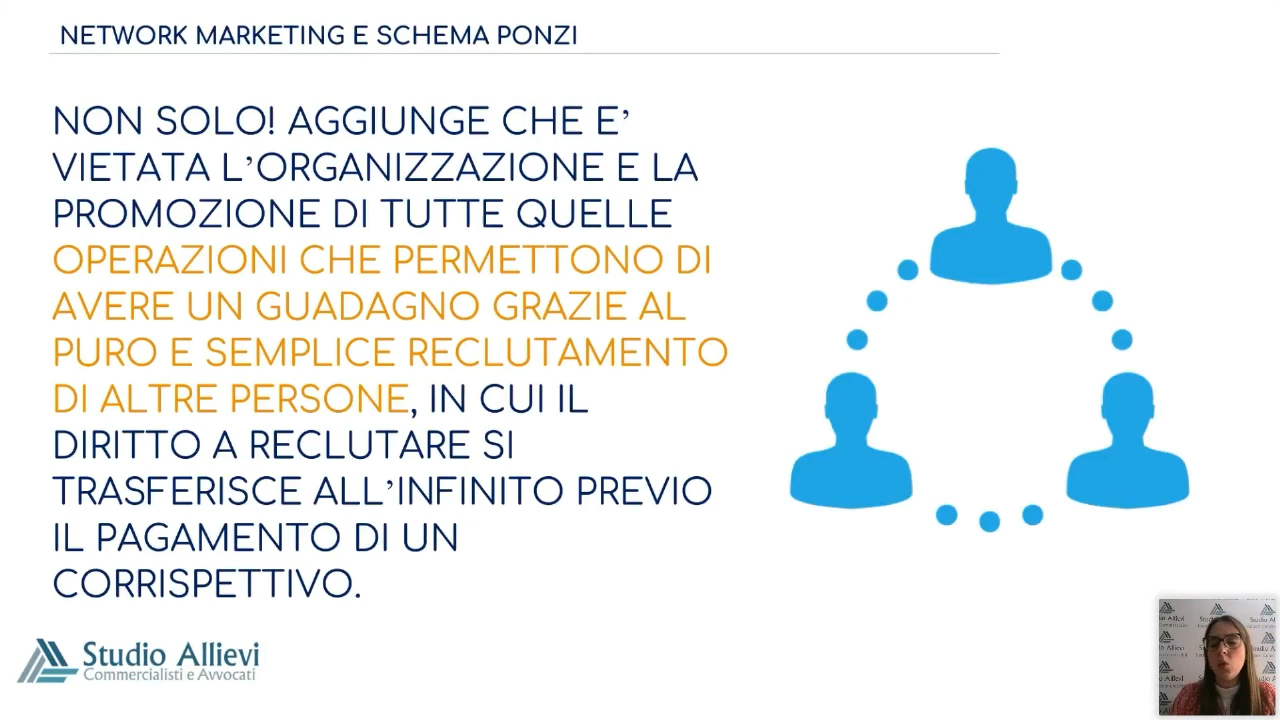 NETWORK MARKETING E SCHEMA PONZI
NON SOLO! AGGIUNGE CHE E’
VIETATA L’ORGANIZZAZIONE E LA
PROMOZIONE DI TUTTE QUELLE
OPERAZIONI CHE PERMETTONO DI
AVERE UN GUADAGNO GRAZIE AL
PURO E SEMPLICE RECLUTAMENTO
DI ALTRE PERSONE, IN CUI IL
DIRITTO A RECLUTARE SI
TRASFERISCE ALL’INFINITO PREVIO
IL PAGAMENTO DI UN
CORRISPETTIVO.
Studio Allievi
Commercialisti e Avvocati